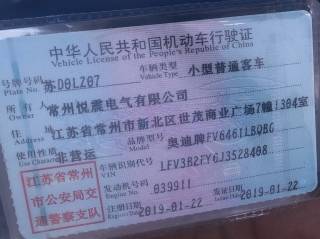 中华人民共和国机动车行驶证
Vehicle License of the People's Republic of China
号牌号码 苏D0LZ07 车辆类型 小型普通客车
Plate No. Vehicle Type
所有人 常州悦震电气有限公司
Owner
住址 江苏省常州市新北区世茂商业广场7幢1304室
Address
使用性质 非营运 品牌型号 奥迪牌FV6461LBQBG
Use Character Model
江苏省常州 车辆识别代号 LFV3B2FY6J3528408
VIN
市公安局交 发动机号码 039911
Engine No.
通警察支队 注册日期 2019-01-22 发证日期 2019-01-22
Register Date Issue Date